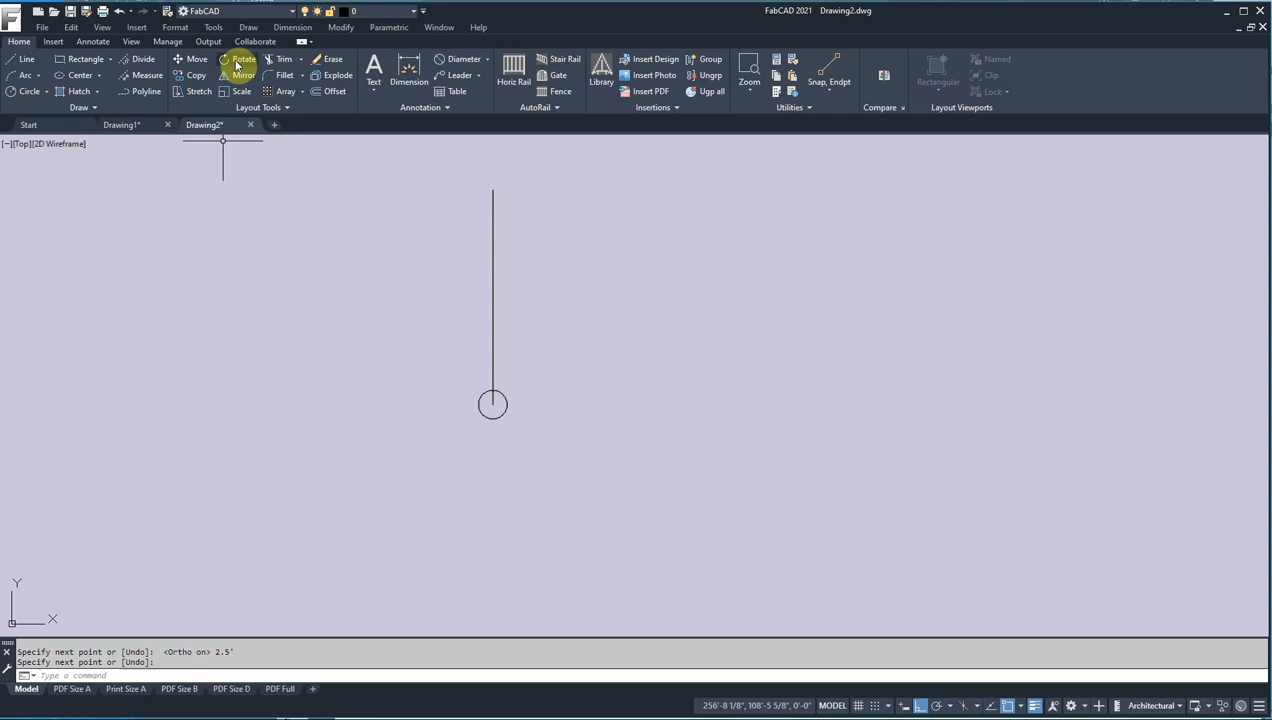 F FabCAD 0 FabCAD 2021 Drawing2.dwg
File Edit View Insert Format Tools Draw Dimension Modify Parametric Window Help
Home Insert Annotate View Manage Output Collaborate
Line Rectangle Divide Move Rotate Trim Erase A Diameter Stair Rail Insert Design Group Named
Arc Center Measure Copy Mirror Fillet Explode Text Dimension Leader Horiz Rail Gate Library Insert Photo Ungrp Zoom Snap, Endpt Rectangular Clip
Circle Hatch Polyline Stretch Scale Array Offset Table Fence Insert PDF Ugp all Lock
Draw Layout Tools Annotation AutoRail Insertions Utilities Compare Layout Viewports
Start Drawing1* Drawing2*
[−][Top][2D Wireframe]
Y
X
Specify next point or [Undo]: <Ortho on> 2.5'
Specify next point or [Undo]:
Type a command
Model PDF Size A Print Size A PDF Size B PDF Size D PDF Full
256'-8 1/8", 108'-5 5/8", 0'-0" MODEL Architectural